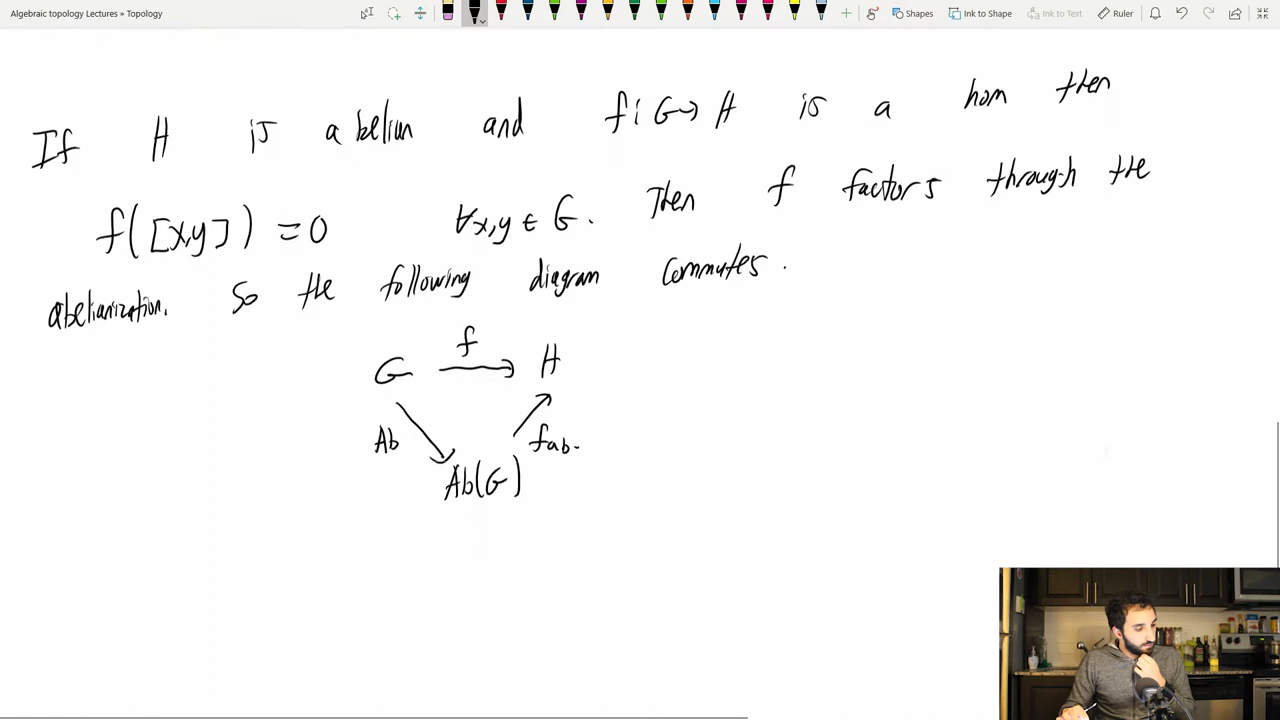 Algebraic topology Lectures » Topology
Shapes Ink to Shape Ink to Text Ruler
If H is abelian and f: G→H is a hom then
f([x,y]) = 0 ∀x,y ∈ G. Then f factors through the
abelianization. So the following diagram commutes.
G f H
Ab fab.
Ab(G)